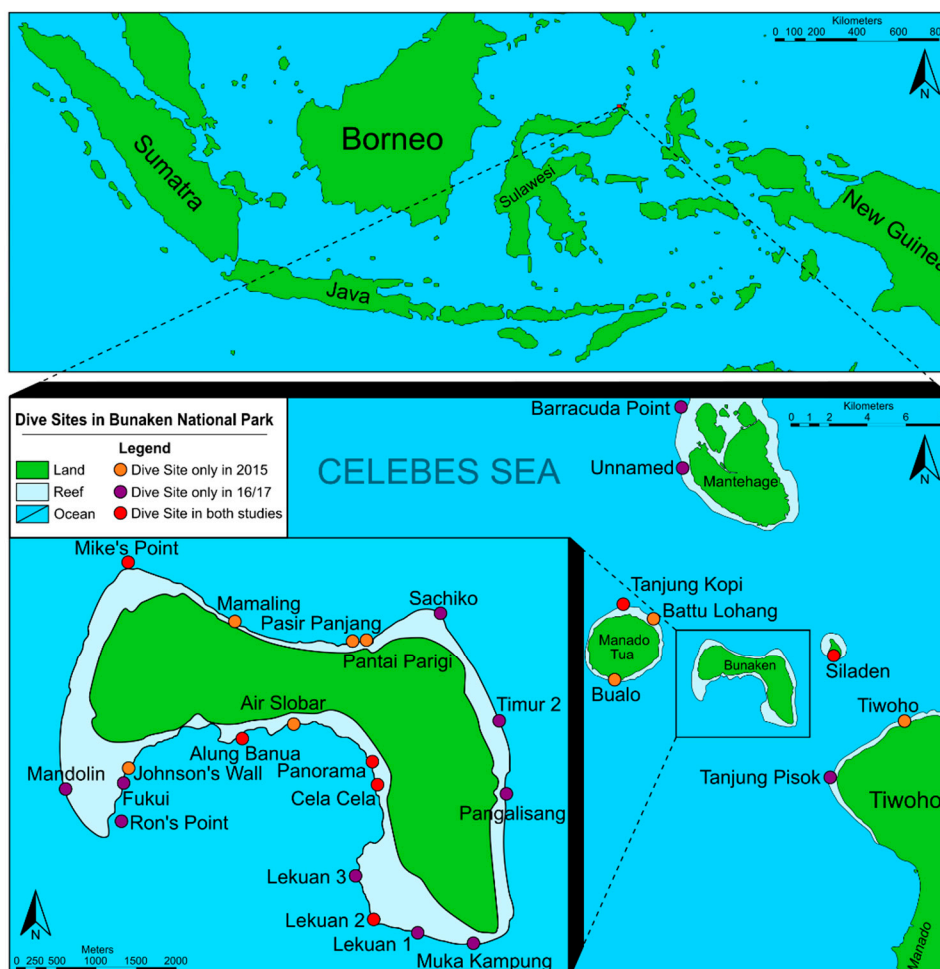 Kilometers
0 100 200 400 600 80
N
Borneo
Sumatra
Sulawesi
New Guinea
Java
Dive Sites in Bunaken National Park
Legend
Land
Reef
Ocean
Dive Site only in 2015
Dive Site only in 16/17
Dive Site in both studies
CELEBES SEA
Barracuda Point
Unnamed
Mantehage
Kilometers
0 1 2 4 6
N
Mike's Point
Mamaling
Pasir Panjang
Sachiko
Pantai Parigi
Air Slobar
Timur 2
Alung Banua
Mandolin
Johnson's Wall
Panorama
Fukui
Cela Cela
Pangalisang
Ron's Point
Lekuan 3
Lekuan 2
Lekuan 1
Muka Kampung
N
Meters
0 250 500 1000 1500 2000
Tanjung Kopi
Battu Lohang
Manado
Tua
Bunaken
Siladen
Bualo
Tiwoho
Tanjung Pisok
Tiwoho
Manado